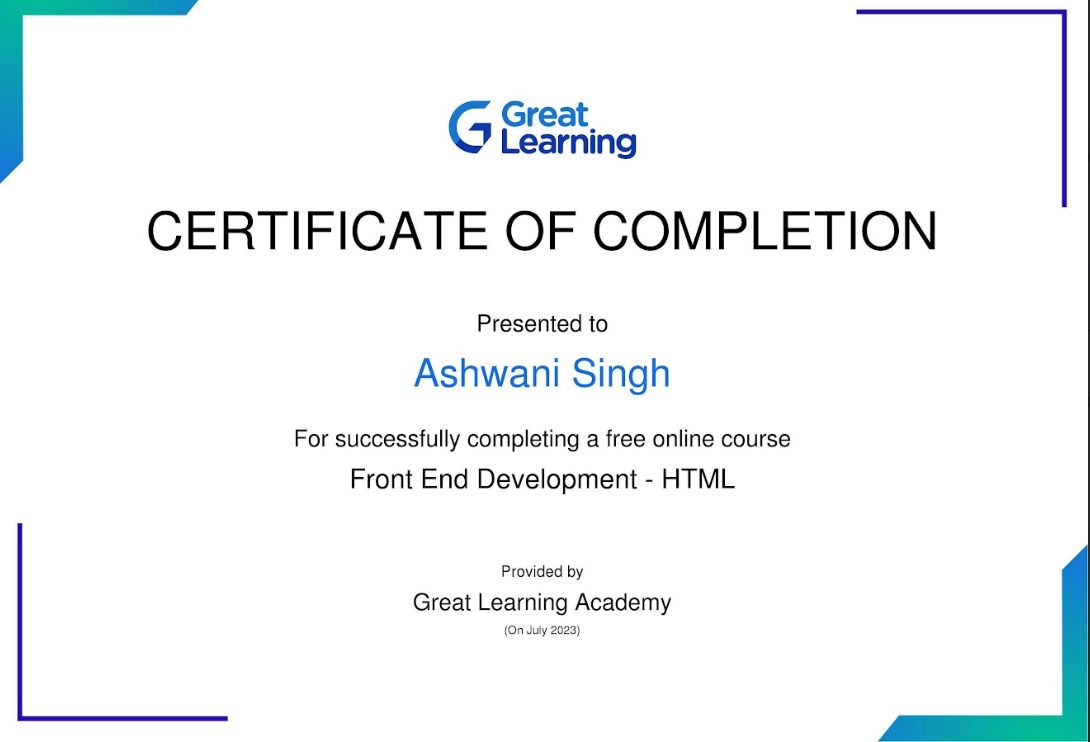 Great
Learning
CERTIFICATE OF COMPLETION
Presented to
Ashwani Singh
For successfully completing a free online course
Front End Development - HTML
Provided by
Great Learning Academy
(On July 2023)